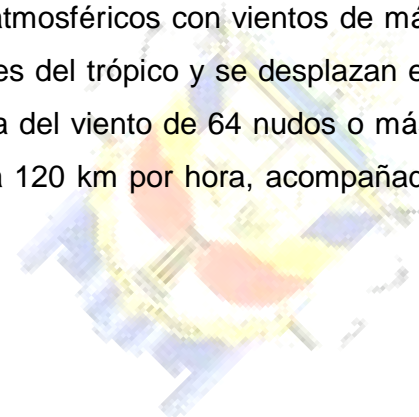 atmosféricos con vientos de má
es del trópico y se desplazan e
a del viento de 64 nudos o má
a 120 km por hora, acompañad